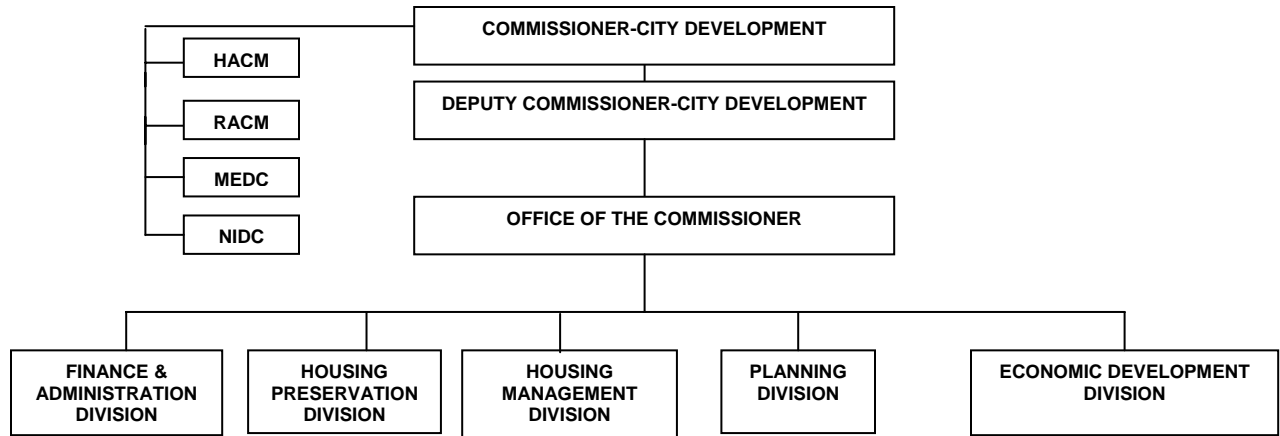 COMMISSIONER-CITY DEVELOPMENT
HACM
DEPUTY COMMISSIONER-CITY DEVELOPMENT
RACM
MEDC
OFFICE OF THE COMMISSIONER
NIDC
FINANCE &
ADMINISTRATION
DIVISION
HOUSING
PRESERVATION
DIVISION
HOUSING
MANAGEMENT
DIVISION
PLANNING
DIVISION
ECONOMIC DEVELOPMENT
DIVISION